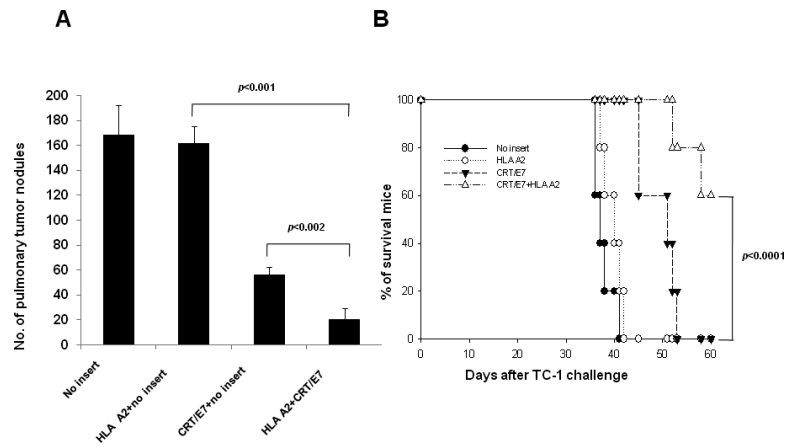 A
No. of pulmonary tumor nodules
200
180
160
140
120
100
80
60
40
20
0
p<0.001
p<0.002
No insert
HLA A2+no insert
CRT/E7+no insert
HLA A2+CRT/E7
B
% of survival mice
100
80
60
40
20
0
No insert
HLA A2
CRT/E7
CRT/E7+HLA A2
p<0.0001
0
30
40
50
60
Days after TC-1 challenge